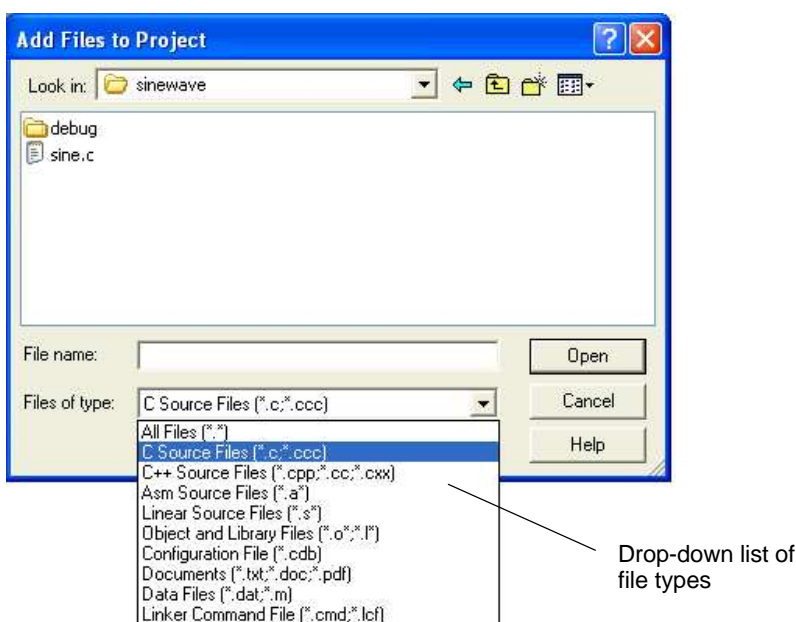 Add Files to Project
Look in: sinewave
debug
sine.c
File name:
Open
Files of type: C Source Files (*.c;*.ccc)
Cancel
Help
All Files (*.*)
C Source Files (*.c;*.ccc)
C++ Source Files (*.cpp;*.cc;*.cxx)
Asm Source Files (*.a*)
Linear Source Files (*.s*)
Object and Library Files (*.o*;*.l*)
Configuration File (*.cdb)
Documents (*.txt;*.doc;*.pdf)
Data Files (*.dat;*.m)
Linker Command File (*.cmd;*.lcf)
Drop-down list of
file types